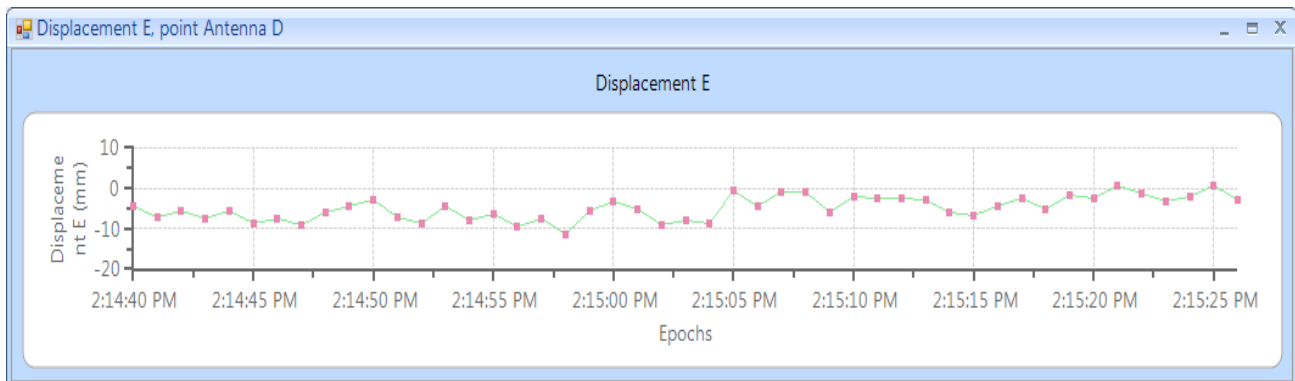 Displacement E, point Antenna D
Displacement E
Displaceme
nt E (mm)
10
0
-10
-20
2:14:40 PM 2:14:45 PM 2:14:50 PM 2:14:55 PM 2:15:00 PM 2:15:05 PM 2:15:10 PM 2:15:15 PM 2:15:20 PM 2:15:25 PM
Epochs